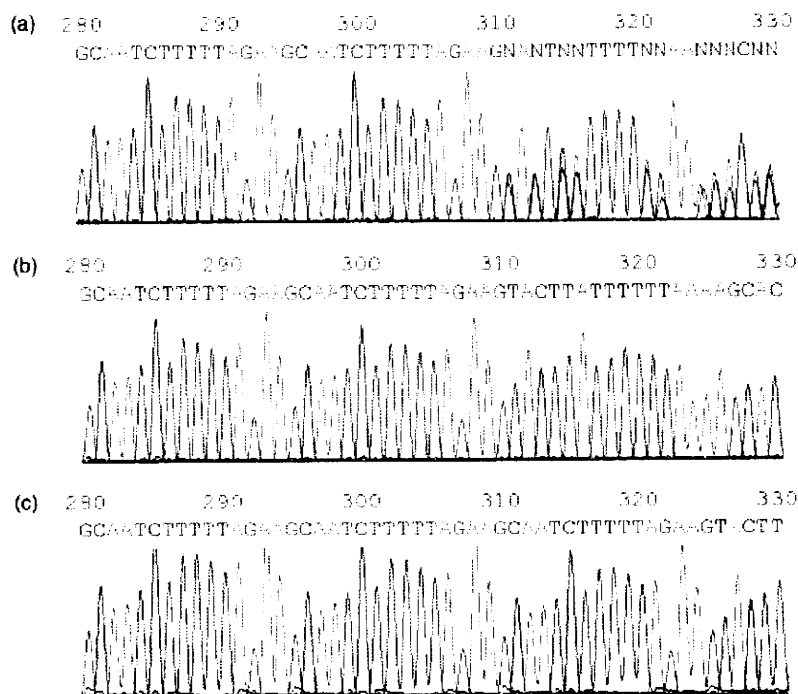 (a) 280 290 300 310 320 330
GCAATCTTTTTAGAAGCAATCTTTTTTAGAAGNANTNNTTTTNNAANNNCNN
(b) 280 290 300 310 320 330
GCAATCTTTTTAGAAGCAATCTTTTTAGAAGTACTTATTTTTTAAAAGCAC
(c) 280 290 300 310 320 330
GCAATCTTTTTAGAAGCAATCTTTTTAGAAGCAATCTTTTTAGAAGTACTT